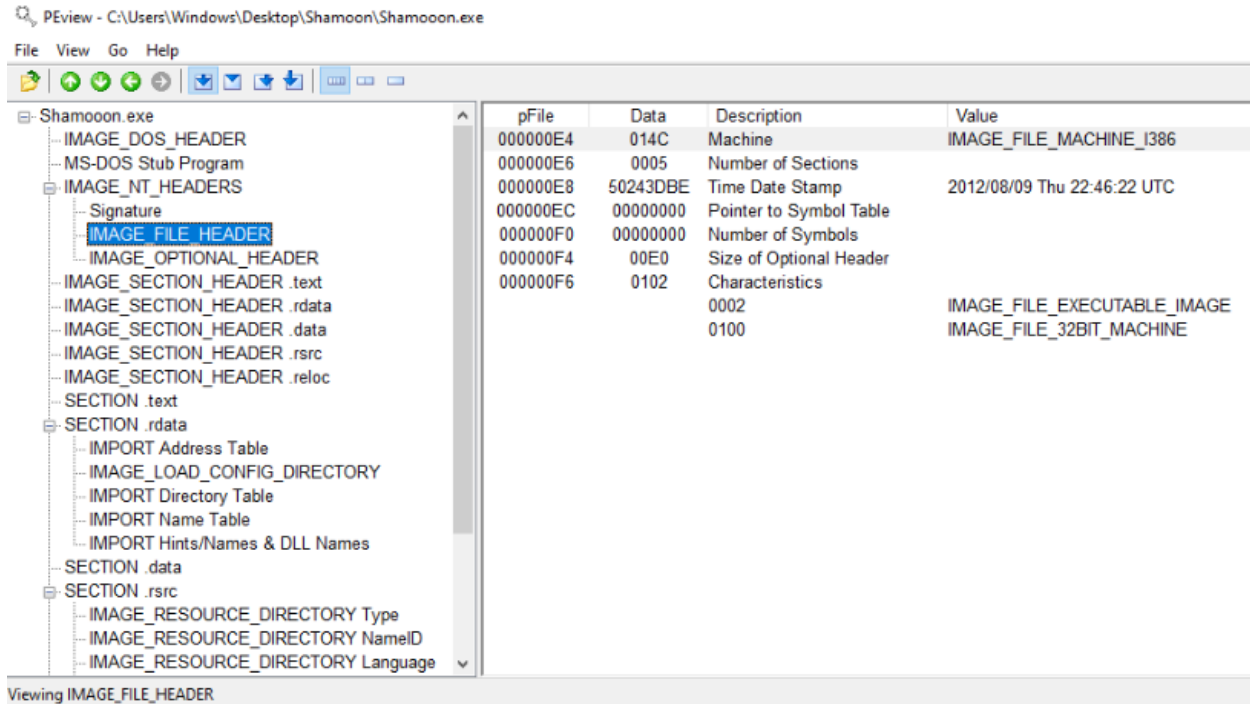 PEview - C:\Users\Windows\Desktop\Shamoon\Shamooon.exe
File View Go Help
Shamooon.exe
IMAGE_DOS_HEADER
MS-DOS Stub Program
IMAGE_NT_HEADERS
Signature
IMAGE_FILE_HEADER
IMAGE_OPTIONAL_HEADER
IMAGE_SECTION_HEADER .text
IMAGE_SECTION_HEADER .rdata
IMAGE_SECTION_HEADER .data
IMAGE_SECTION_HEADER .rsrc
IMAGE_SECTION_HEADER .reloc
SECTION .text
SECTION .rdata
IMPORT Address Table
IMAGE_LOAD_CONFIG_DIRECTORY
IMPORT Directory Table
IMPORT Name Table
IMPORT Hints/Names & DLL Names
SECTION .data
SECTION .rsrc
IMAGE_RESOURCE_DIRECTORY Type
IMAGE_RESOURCE_DIRECTORY NameID
IMAGE_RESOURCE_DIRECTORY Language
pFile Data Description Value
000000E4 014C Machine IMAGE_FILE_MACHINE_I386
000000E6 0005 Number of Sections
000000E8 50243DBE Time Date Stamp 2012/08/09 Thu 22:46:22 UTC
000000EC 00000000 Pointer to Symbol Table
000000F0 00000000 Number of Symbols
000000F4 00E0 Size of Optional Header
000000F6 0102 Characteristics
0002 IMAGE_FILE_EXECUTABLE_IMAGE
0100 IMAGE_FILE_32BIT_MACHINE
Viewing IMAGE_FILE_HEADER